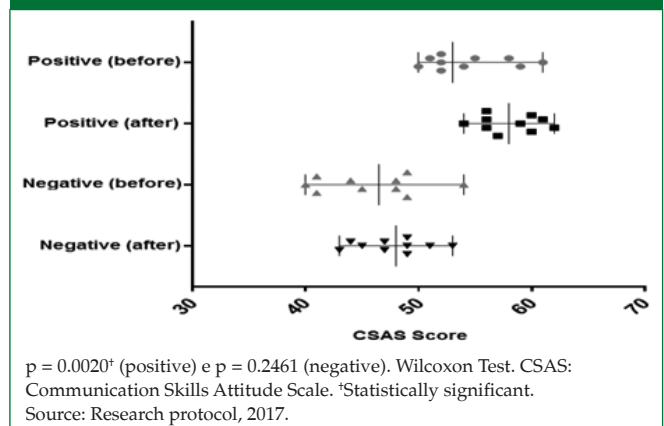 Positive (before)
Positive (after)
Negative (before)
Negative (after)
30 40 50 60 70
CSAS Score
p = 0.0020† (positive) e p = 0.2461 (negative). Wilcoxon Test. CSAS:
Communication Skills Attitude Scale. †Statistically significant.
Source: Research protocol, 2017.